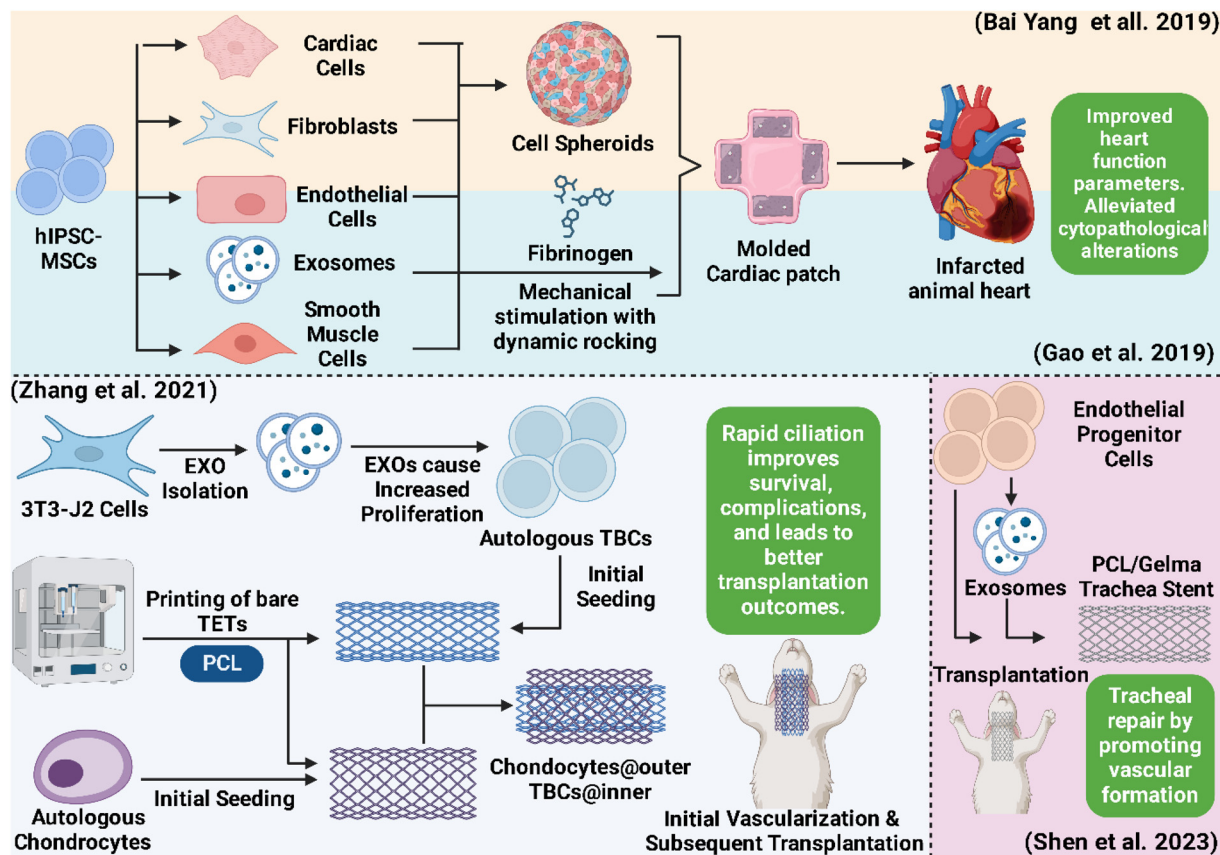 (Bai Yang et all. 2019)
Cardiac
Cells
Fibroblasts
Endothelial
Cells
Exosomes
Smooth
Muscle
Cells
hIPSC-
MSCs
Cell Spheroids
Fibrinogen
Mechanical
stimulation with
dynamic rocking
Molded
Cardiac patch
Infarcted
animal heart
Improved
heart
function
parameters.
Alleviated
cytopathological
alterations
(Gao et al. 2019)
(Zhang et al. 2021)
3T3-J2 Cells
EXO
Isolation
EXOs cause
Increased
Proliferation
Autologous TBCs
Initial
Seeding
Printing of bare
TETs
PCL
Autologous
Chondrocytes
Initial Seeding
Chondocytes@outer
TBCs@inner
Rapid ciliation
improves
survival,
complications,
and leads to
better
transplantation
outcomes.
Initial Vascularization &
Subsequent Transplantation
Endothelial
Progenitor
Cells
Exosomes
PCL/Gelma
Trachea Stent
Transplantation
Tracheal
repair by
promoting
vascular
formation
(Shen et al. 2023)